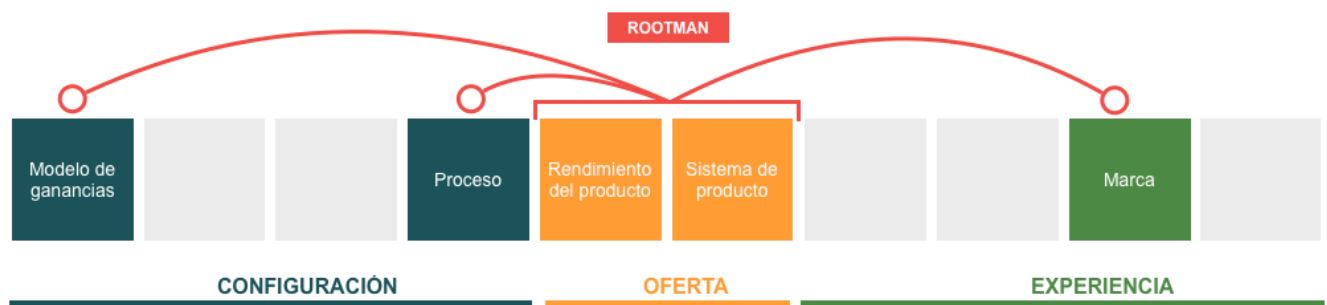 ROOTMAN
Modelo de
ganancias
Proceso
Rendimiento
del producto
Sistema de
producto
Marca
CONFIGURACIÓN
OFERTA
EXPERIENCIA